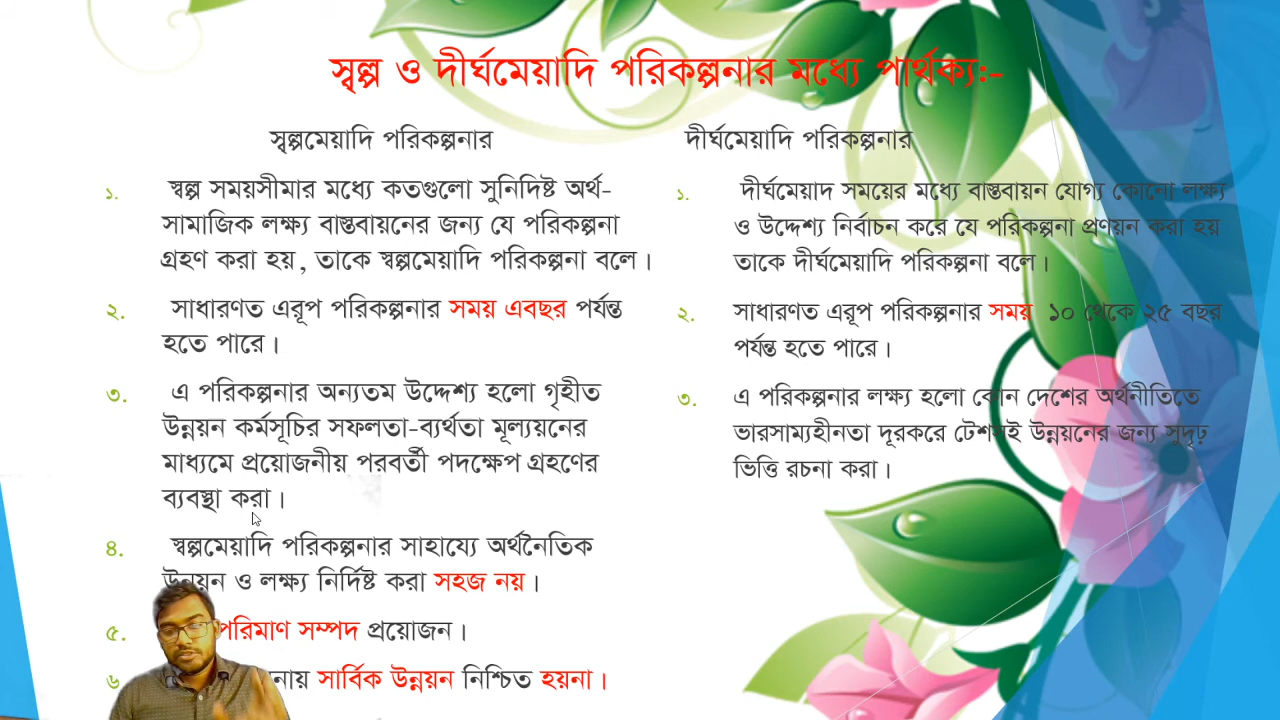 স্বল্প ও দীর্ঘমেয়াদি পরিকল্পনার মধ্যে পার্থক্য:-
স্বল্পমেয়াদি পরিকল্পনার
১. স্বল্প সময়সীমার মধ্যে কতগুলো সুনিদিষ্ট অর্থ-
সামাজিক লক্ষ্য বাস্তবায়নের জন্য যে পরিকল্পনা
গ্রহণ করা হয়, তাকে স্বল্পমেয়াদি পরিকল্পনা বলে।
২. সাধারণত এরূপ পরিকল্পনার সময় এবছর পর্যন্ত
হতে পারে।
৩. এ পরিকল্পনার অন্যতম উদ্দেশ্য হলো গৃহীত
উন্নয়ন কর্মসূচির সফলতা-ব্যর্থতা মূল্যয়নের
মাধ্যমে প্রয়োজনীয় পরবর্তী পদক্ষেপ গ্রহণের
ব্যবস্থা করা।
৪. স্বল্পমেয়াদি পরিকল্পনার সাহায্যে অর্থনৈতিক
উন্নয়ন ও লক্ষ্য নির্দিষ্ট করা সহজ নয়।
৫. পরিমাণ সম্পদ প্রয়োজন।
৬ সার্বিক উন্নয়ন নিশ্চিত হয়না।
দীর্ঘমেয়াদি পরিকল্পনার
১. দীর্ঘমেয়াদ সময়ের মধ্যে বাস্তবায়ন যোগ্য কোনো লক্ষ্য
ও উদ্দেশ্য নির্বাচন করে যে পরিকল্পনা প্রণয়ন করা হয়
তাকে দীর্ঘমেয়াদি পরিকল্পনা বলে।
২. সাধারণত এরূপ পরিকল্পনার সময় ১০ থেকে ২৫ বছর
পর্যন্ত হতে পারে।
৩. এ পরিকল্পনার লক্ষ্য হলো কোন দেশের অর্থনীতিতে
ভারসাম্যহীনতা দূরকরে টেশসই উন্নয়নের জন্য সুদৃঢ়
ভিত্তি রচনা করা।